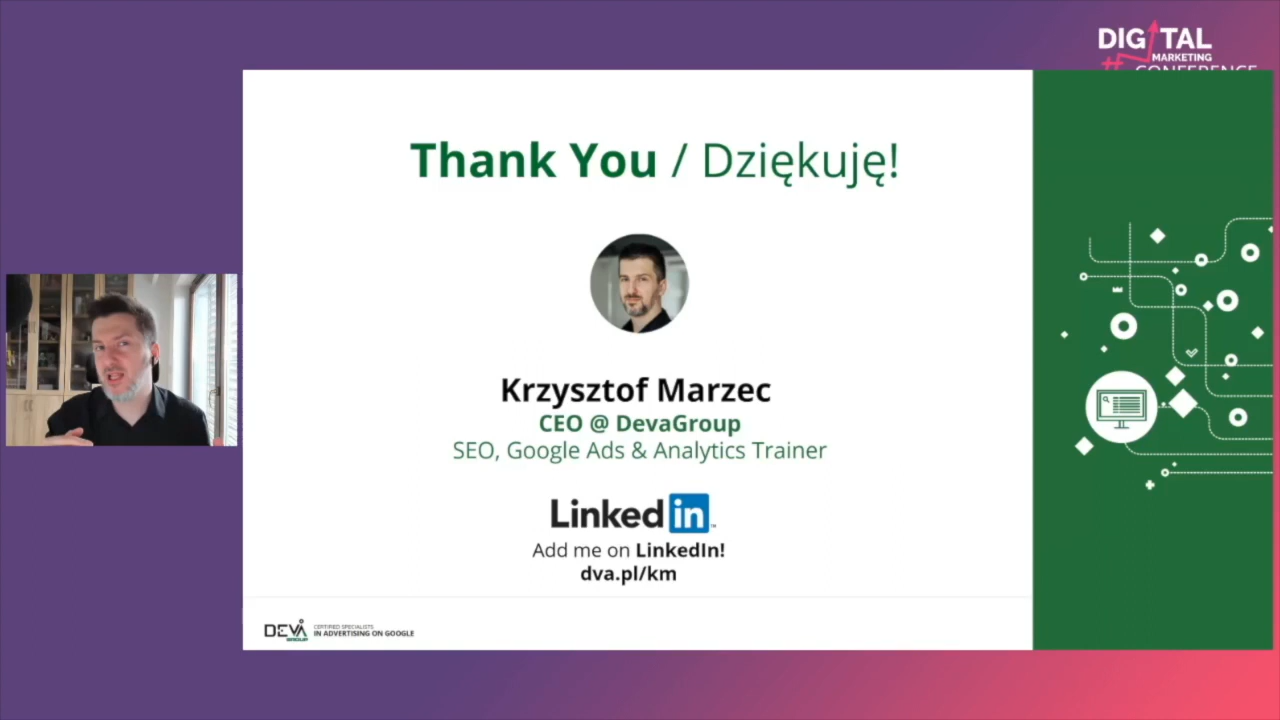 DIGITAL
MARKETING
#CONFERENCE
Thank You / Dziękuję!
Krzysztof Marzec
CEO @ DevaGroup
SEO, Google Ads & Analytics Trainer
Linked in
Add me on LinkedIn!
dva.pl/km
DEVA GROUP
CERTIFIED SPECIALISTS
IN ADVERTISING ON GOOGLE